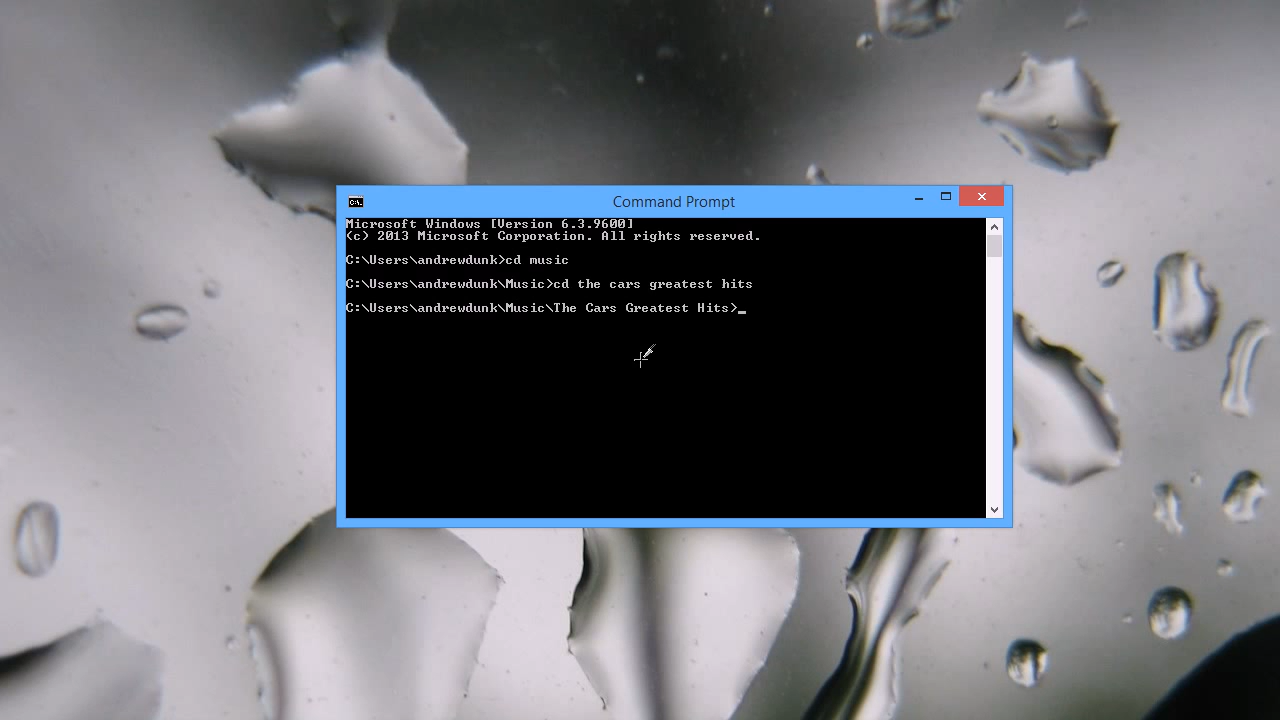 Command Prompt
Microsoft Windows [Version 6.3.9600]
(c) 2013 Microsoft Corporation. All rights reserved.
C:\Users\andrewdunk>cd music
C:\Users\andrewdunk\Music>cd the cars greatest hits
C:\Users\andrewdunk\Music\The Cars Greatest Hits>_